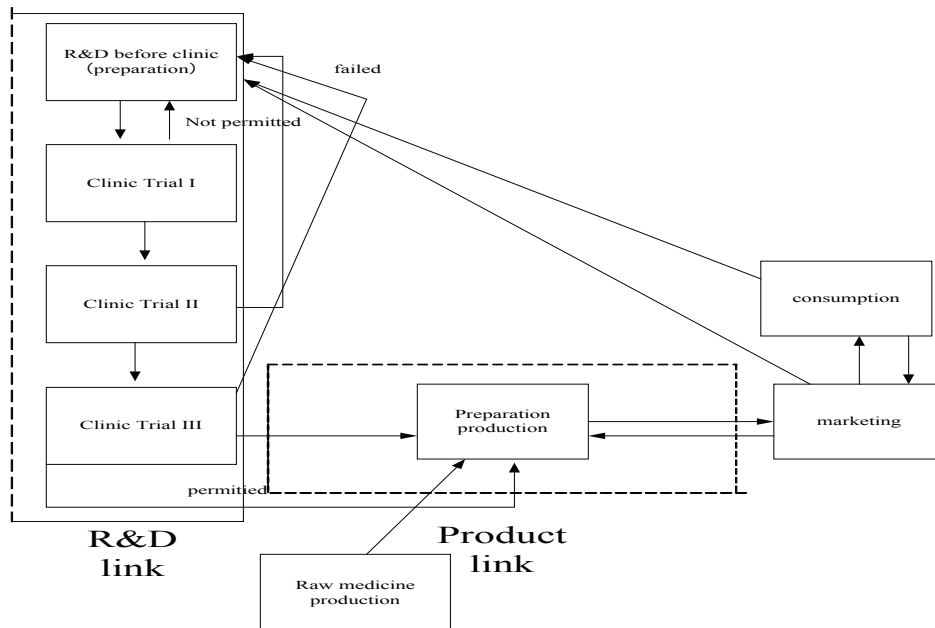 R&D before clinic
(preparation)
failed
Not permitted
Clinic Trial I
Clinic Trial II
consumption
Clinic Trial III
Preparation
production
marketing
permitied
R&D
link
Product
link
Raw medicine
production